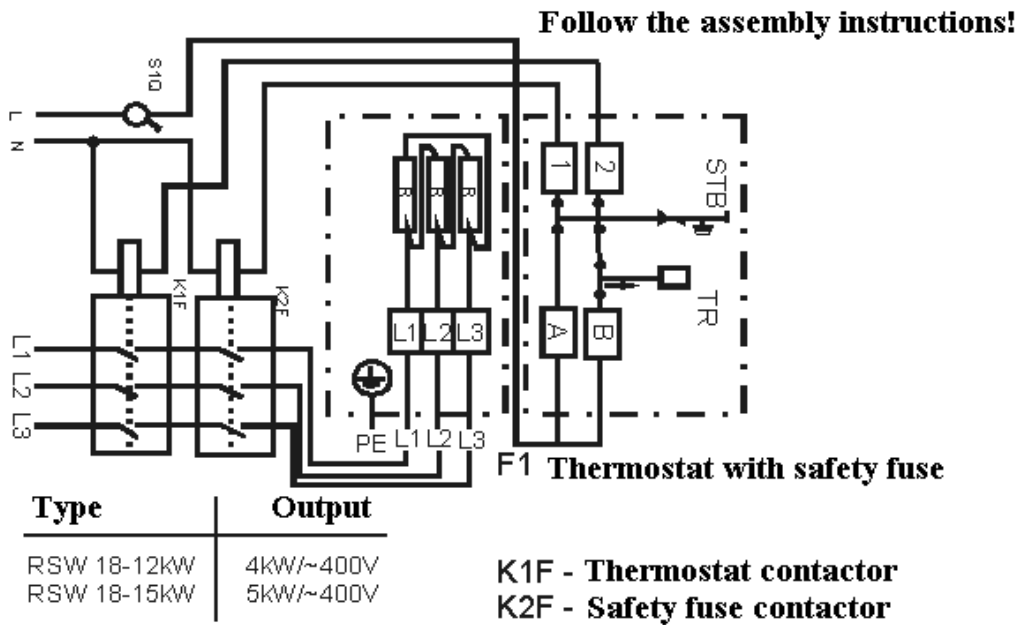 Follow the assembly instructions!
S1Q
L
N
K1F
K2F
L1
L2
L3
R R R
L1 L2 L3
PE L1 L2 L3
1 2
STB
TR
A B
F1 Thermostat with safety fuse
Type Output
RSW 18-12kW 4kW/~400V
RSW 18-15kW 5kW/~400V
K1F - Thermostat contactor
K2F - Safety fuse contactor